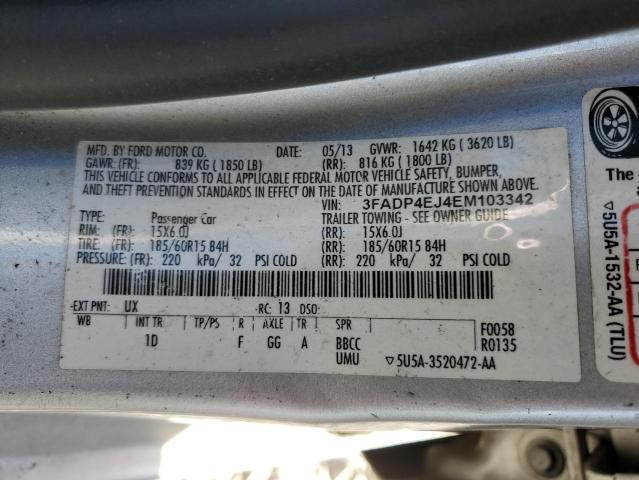 MFD. BY FORD MOTOR CO. DATE: 05/13 GVWR: 1642 KG ( 3620 LB)
GAWR: (FR): 839 KG ( 1850 LB) (RR): 816 KG ( 1800 LB)
THIS VEHICLE CONFORMS TO ALL APPLICABLE FEDERAL MOTOR VEHICLE SAFETY, BUMPER,
AND THEFT PREVENTION STANDARDS IN EFFECT ON THE DATE OF MANUFACTURE SHOWN ABOVE.
VIN: 3FADP4EJ4EM103342
TYPE: Passenger Car TRAILER TOWING - SEE OWNER GUIDE
RIM: (FR): 15X6.0J (RR): 15X6.0J
TIRE: (FR): 185/60R15 84H (RR): 185/60R15 84H
PRESSURE: (FR): 220 kPa/ 32 PSI COLD (RR): 220 kPa/ 32 PSI COLD
EXT PNT: UX RC: 13 DSO:
WB INT TR TP/PS R AXLE TR SPR F0058
1D F GG A BBCC R0135
UMU ▽5U5A-3520472-AA
The
▽5U5A-1532-AA (TLU)